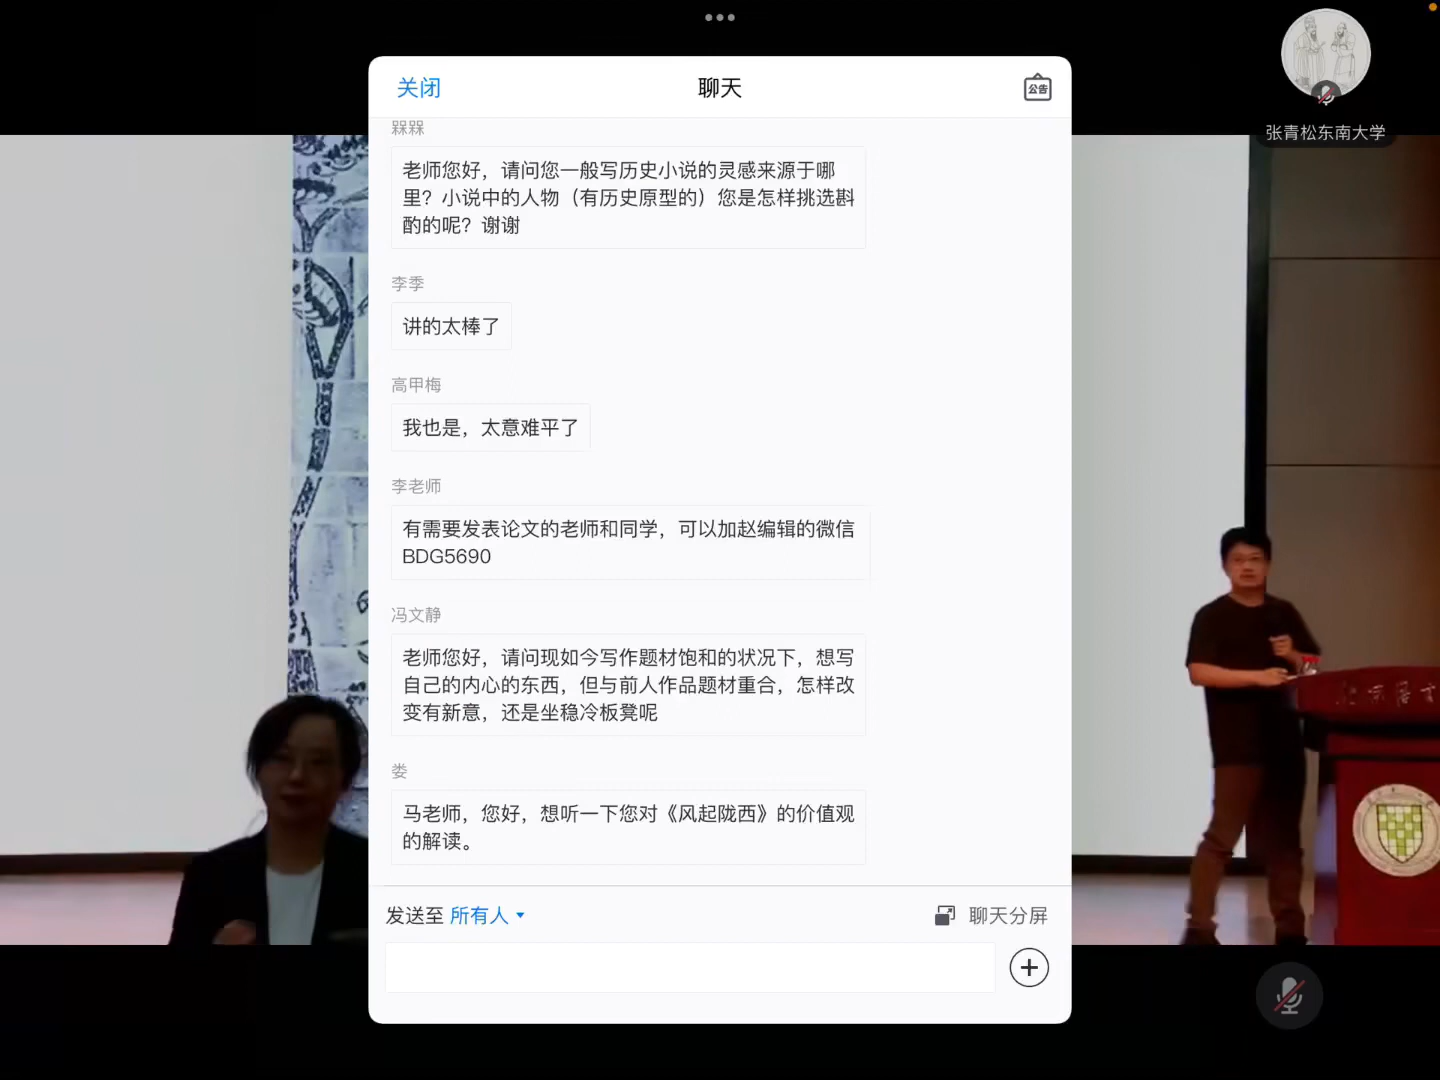 张青松东南大学
关闭
聊天
公告
槑槑
老师您好，请问您一般写历史小说的灵感来源于哪
里？小说中的人物（有历史原型的）您是怎样挑选斟
酌的呢？谢谢
李季
讲的太棒了
高甲梅
我也是，太意难平了
李老师
有需要发表论文的老师和同学，可以加赵编辑的微信
BDG5690
冯文静
老师您好，请问现如今写作题材饱和的状况下，想写
自己的内心的东西，但与前人作品题材重合，怎样改
变有新意，还是坐稳冷板凳呢
娄
马老师，您好，想听一下您对《风起陇西》的价值观
的解读。
发送至 所有人
聊天分屏